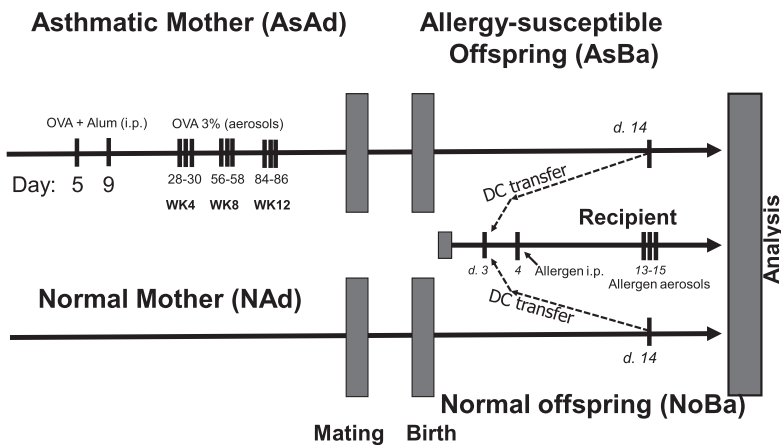 Asthmatic Mother (AsAd)
Allergy-susceptible
Offspring (AsBa)
OVA + Alum (i.p.)
OVA 3% (aerosols)
d. 14
Day: 5 9
28-30 56-58 84-86
WK4 WK8 WK12
DC transfer
Recipient
d. 3 4 Allergen i.p. 13-15
Allergen aerosols
Analysis
Normal Mother (NAd)
DC transfer
d. 14
Normal offspring (NoBa)
Mating Birth